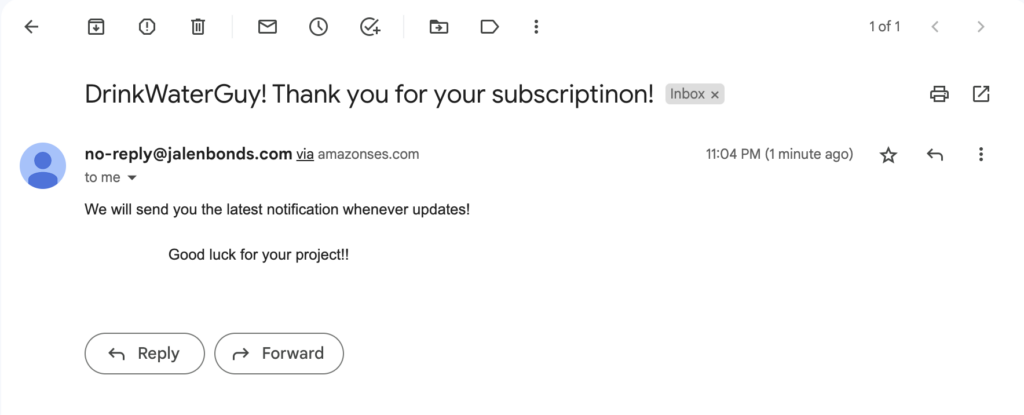 1 of 1
DrinkWaterGuy! Thank you for your subscriptinon! Inbox ×
no-reply@jalenbonds.com via amazonses.com 11:04 PM (1 minute ago)
to me
We will send you the latest notification whenever updates!
Good luck for your project!!
Reply Forward